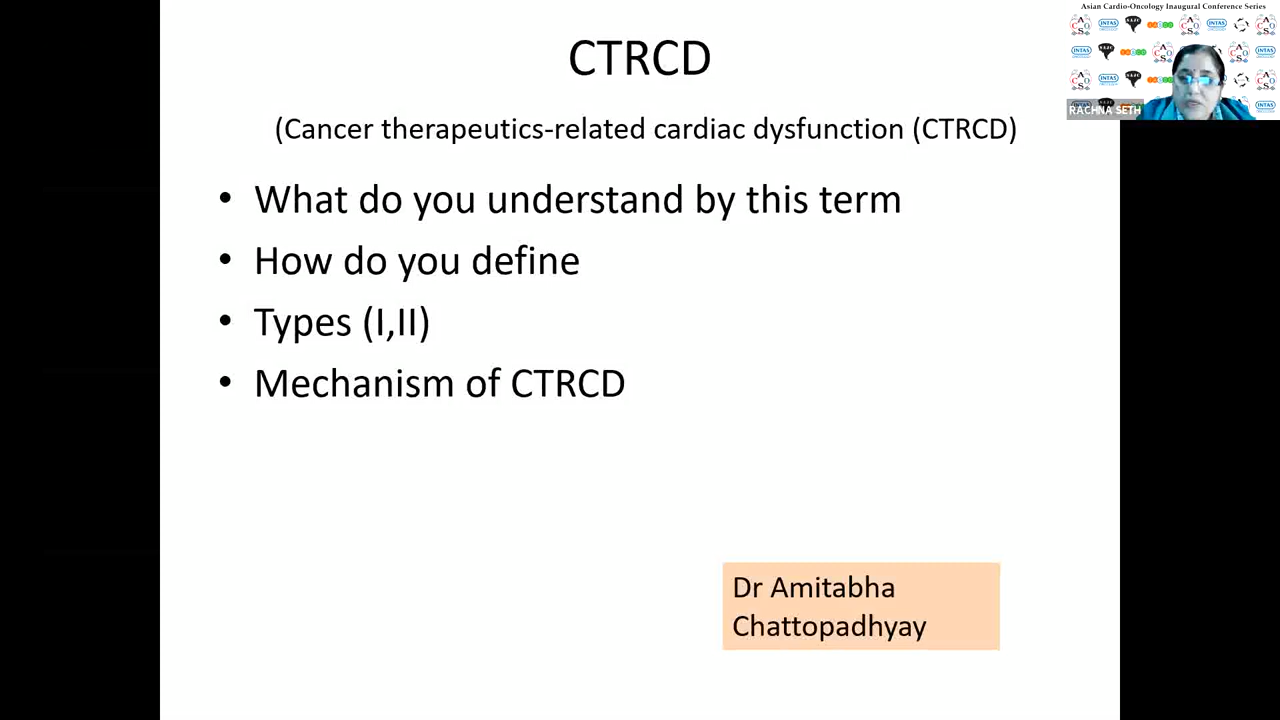 Asian Cardio-Oncology Inaugural Conference Series
INTAS
RACHNA SETH
CTRCD
(Cancer therapeutics-related cardiac dysfunction (CTRCD)
• What do you understand by this term
• How do you define
• Types (I,II)
• Mechanism of CTRCD
Dr Amitabha
Chattopadhyay